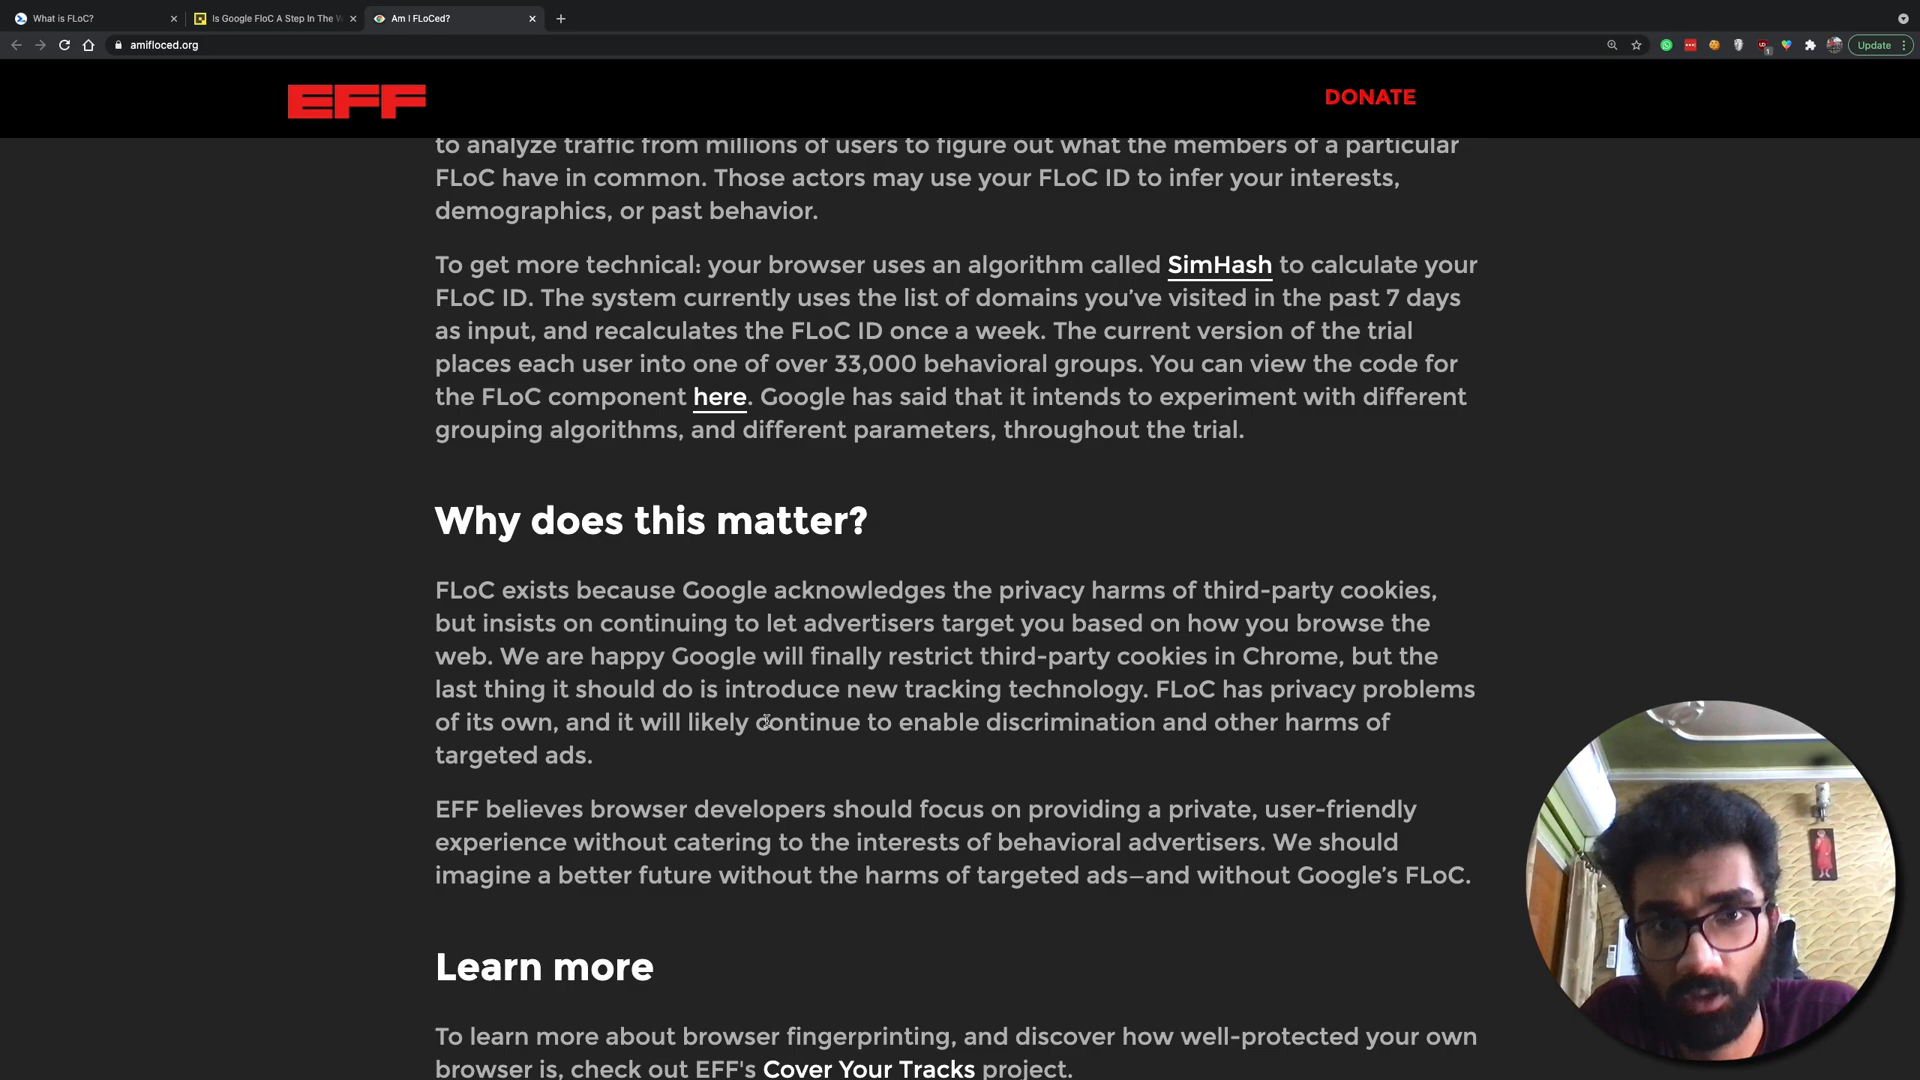 What is FLoC?
Is Google FloC A Step In The
Am I FLoCed?
amifloced.org
Update
EFF
DONATE
to analyze traffic from millions of users to figure out what the members of a particular
FLoC have in common. Those actors may use your FLoC ID to infer your interests,
demographics, or past behavior.
To get more technical: your browser uses an algorithm called SimHash to calculate your
FLoC ID. The system currently uses the list of domains you’ve visited in the past 7 days
as input, and recalculates the FLoC ID once a week. The current version of the trial
places each user into one of over 33,000 behavioral groups. You can view the code for
the FLoC component here. Google has said that it intends to experiment with different
grouping algorithms, and different parameters, throughout the trial.
Why does this matter?
FLoC exists because Google acknowledges the privacy harms of third-party cookies,
but insists on continuing to let advertisers target you based on how you browse the
web. We are happy Google will finally restrict third-party cookies in Chrome, but the
last thing it should do is introduce new tracking technology. FLoC has privacy problems
of its own, and it will likely continue to enable discrimination and other harms of
targeted ads.
EFF believes browser developers should focus on providing a private, user-friendly
experience without catering to the interests of behavioral advertisers. We should
imagine a better future without the harms of targeted ads—and without Google’s FLoC.
Learn more
To learn more about browser fingerprinting, and discover how well-protected your own
browser is, check out EFF's Cover Your Tracks project.